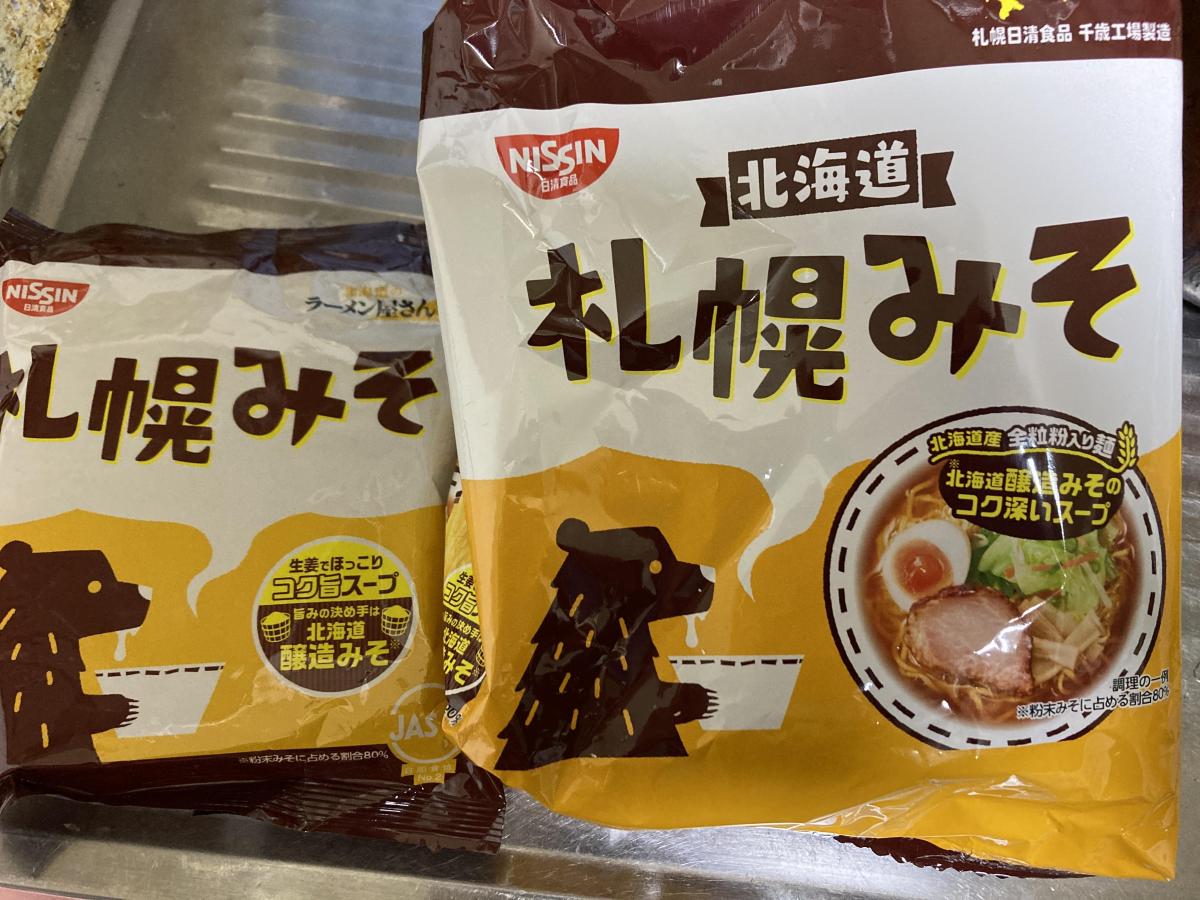 NISSIN
日清食品
ラーメン屋さん
札幌みそ
生姜でほっこり
コク旨スープ
旨みの決め手は
北海道
醸造みそ※
JAS
No.2
※粉末みそに占める割合80%
札幌日清食品 千歳工場製造
NISSIN
日清食品
北海道
札幌みそ
北海道産 全粒粉入り麺
※北海道醸造みその
コク深いスープ
調理の一例
※粉末みそに占める割合80%